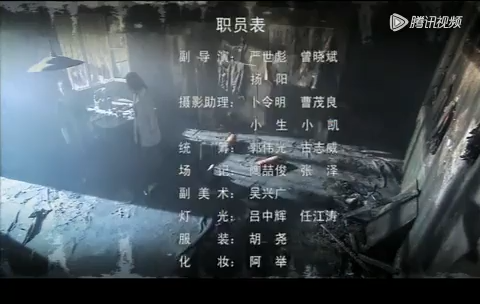 腾讯视频
职员表
副导演： 严世彪 曾晓斌
杨阳
摄影助理： 卜令明 曹茂良
小生 小凯
统筹： 郭伟光 古志威
场记： 陶喆俊 张泽
副美术： 吴兴广
灯光： 吕中辉 任江涛
服装： 胡尧
化妆： 阿举